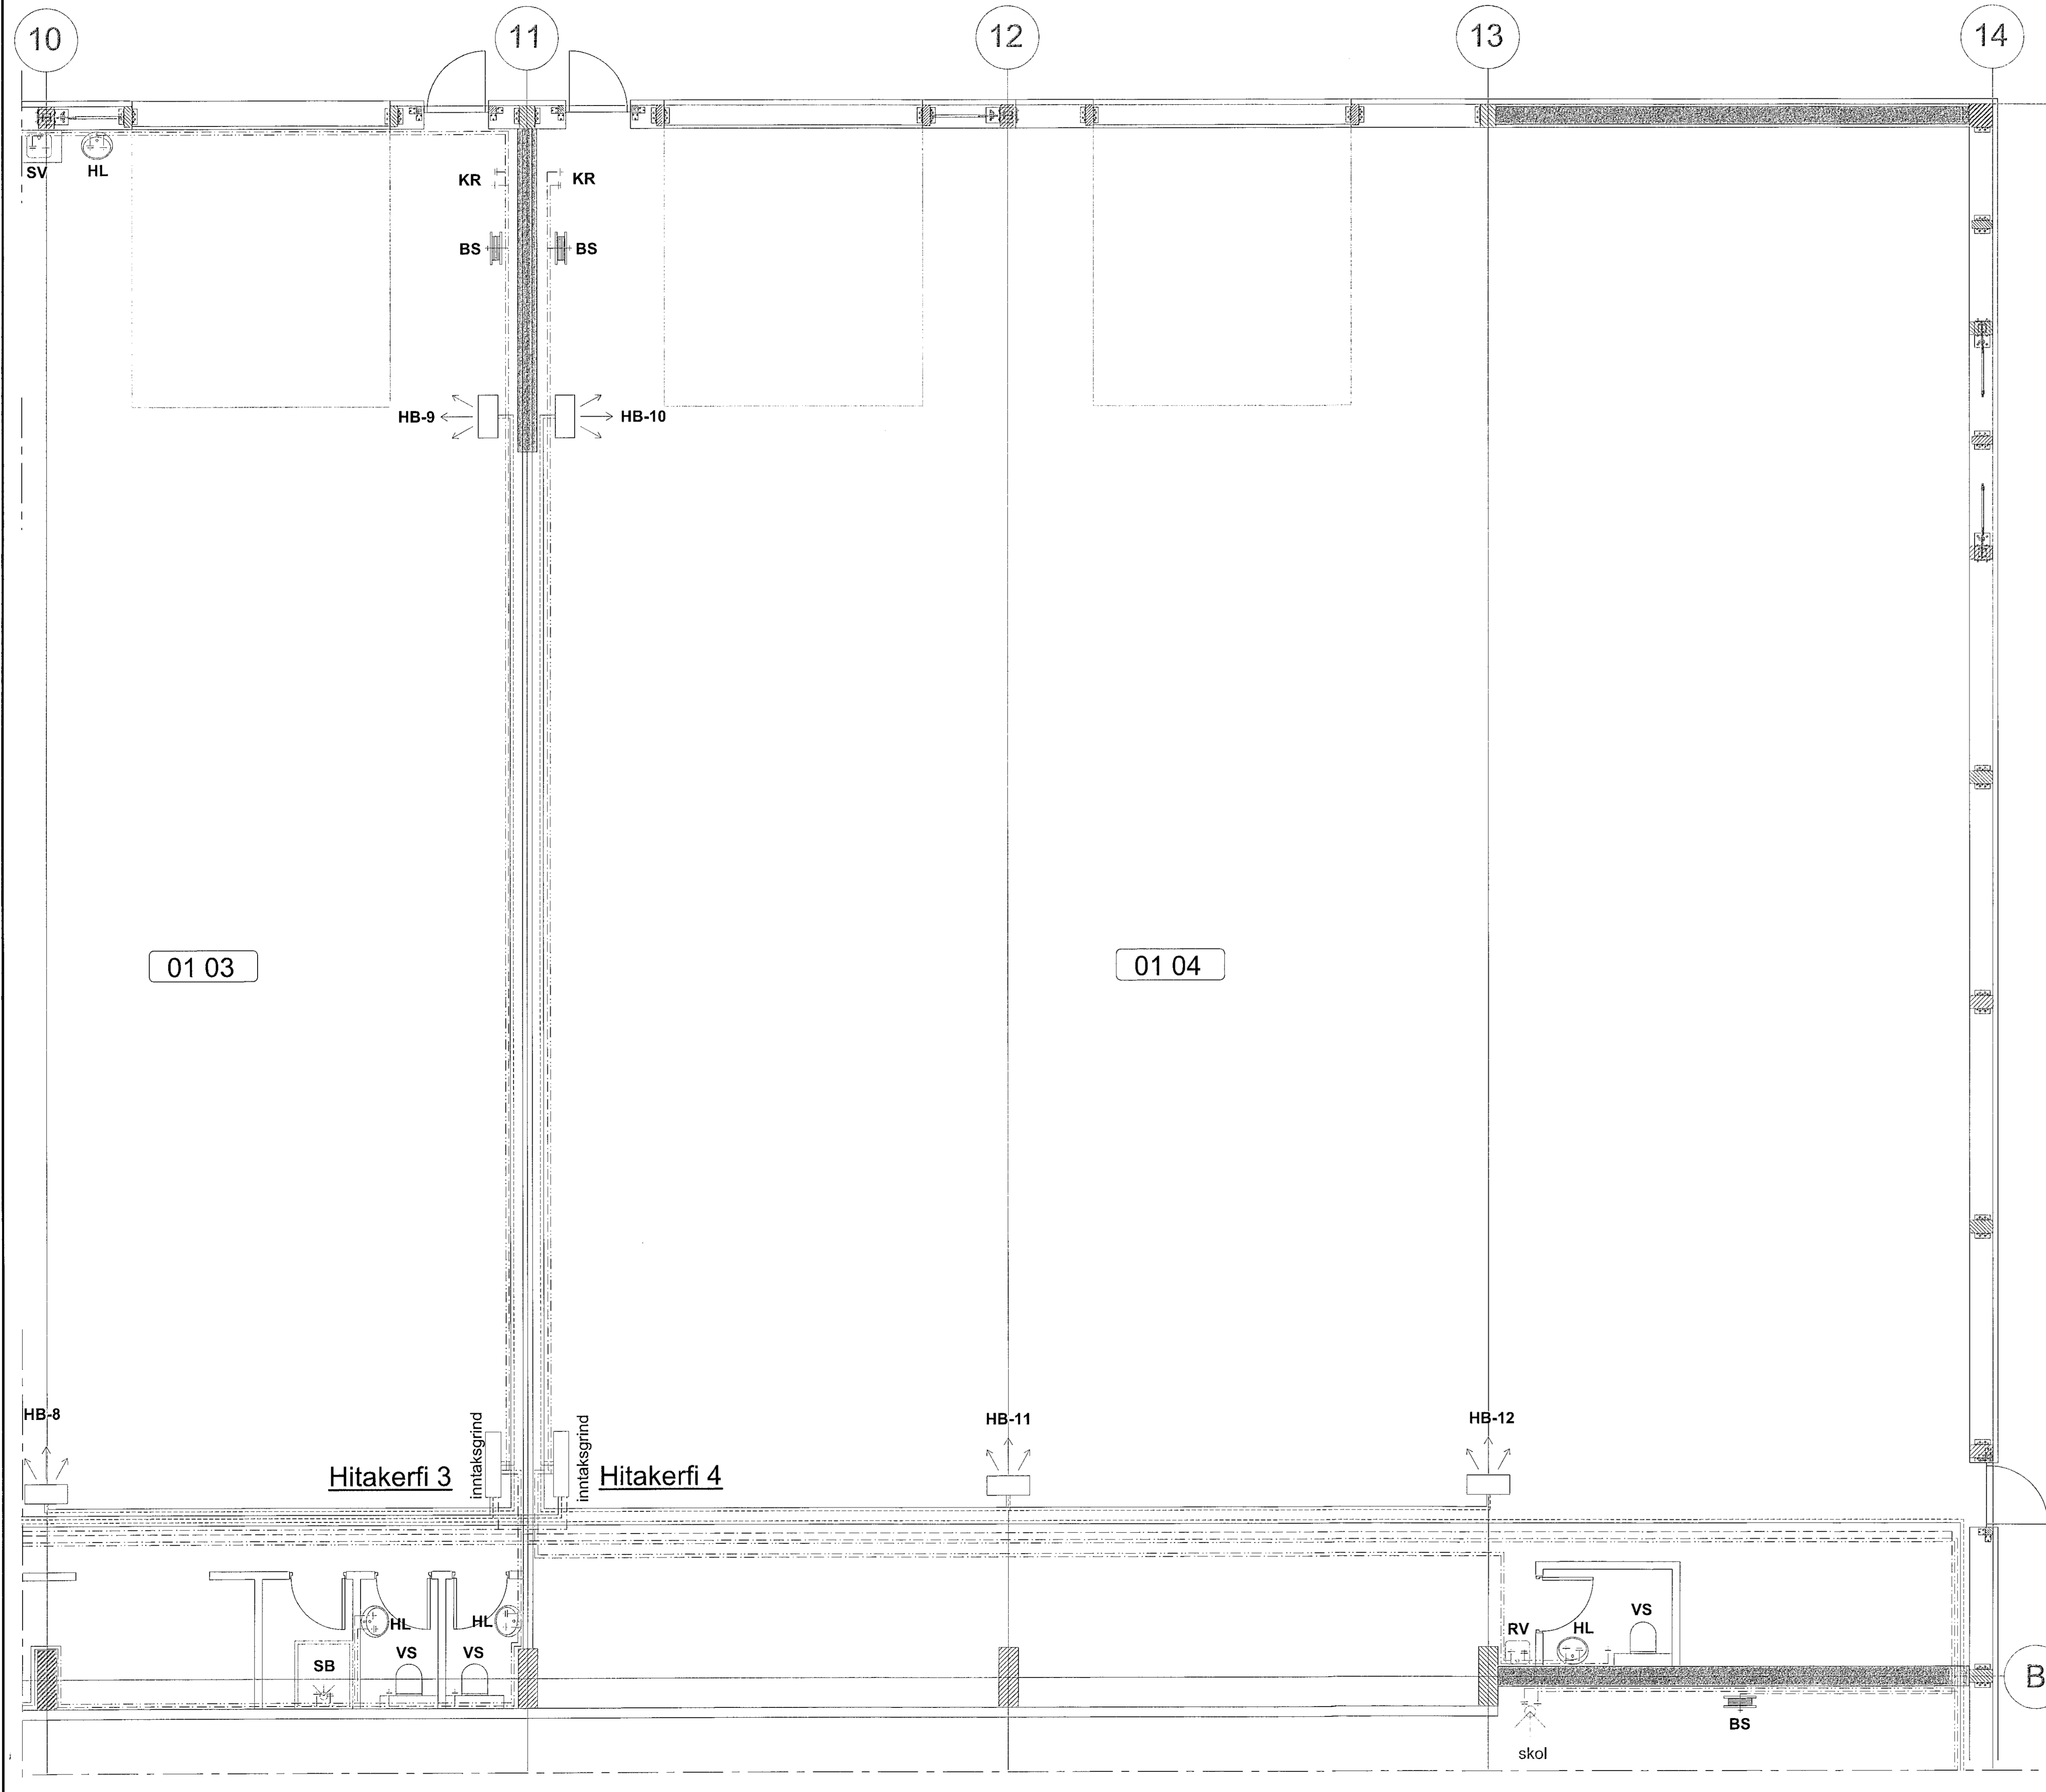 10 11 12 13 14
SV HL KR KR
BS BS
HB-9 HB-10
01 03 01 04
HB-8 HB-11 HB-12
inntaksgrind inntaksgrind
Hitakerfi 3 Hitakerfi 4
HL HL VS
RV HL
VS VS
SB B
BS
skol